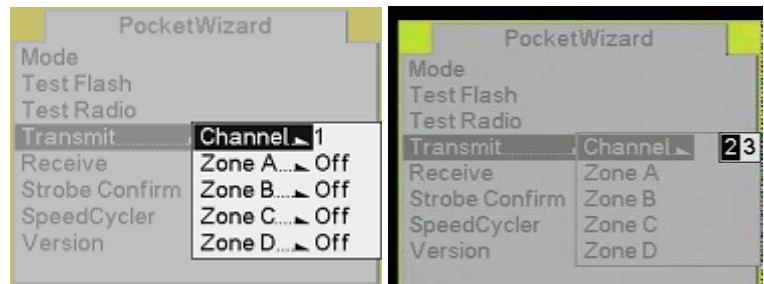 PocketWizard
Mode
Test Flash
Test Radio
Transmit............ Channel 1
Receive Zone A.... Off
Strobe Confirm Zone B.... Off
SpeedCycler Zone C.... Off
Version Zone D.... Off
PocketWizard
Mode
Test Flash
Test Radio
Transmit............ Channel 23
Receive Zone A
Strobe Confirm Zone B
SpeedCycler Zone C
Version Zone D